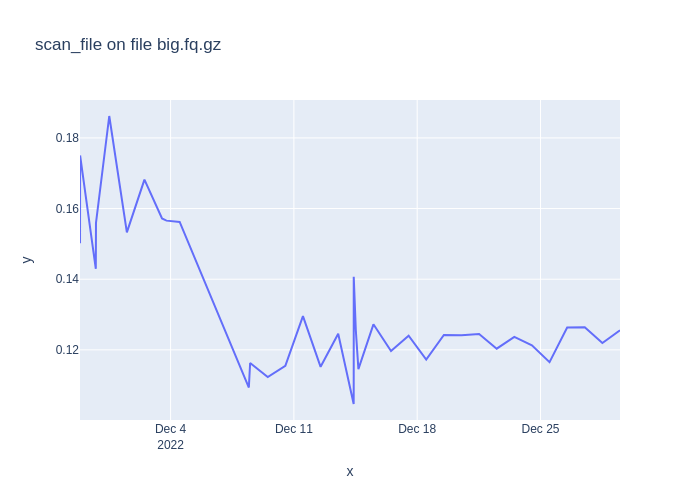 scan_file on file big.fq.gz
0.18
0.16
0.14
0.12
y
Dec 4
2022
Dec 11
Dec 18
Dec 25
x